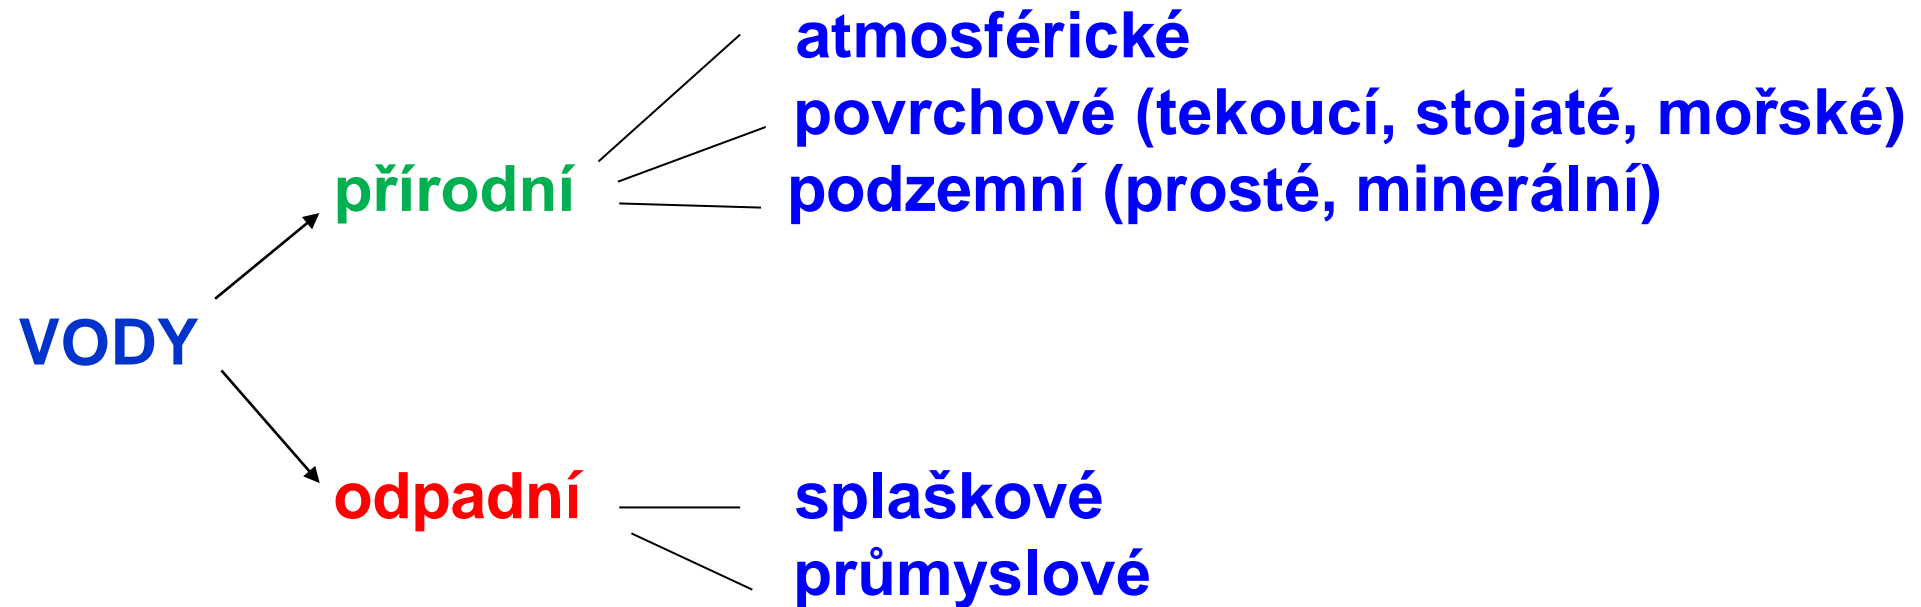 atmosférické
povrchové (tekoucí, stojaté, mořské)
přírodní
podzemní (prosté, minerální)
VODY
odpadní
splaškové
průmyslové